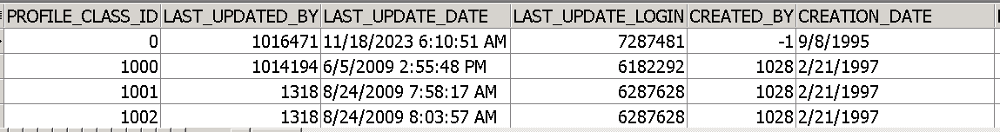 PROFILE_CLASS_ID LAST_UPDATED_BY LAST_UPDATE_DATE LAST_UPDATE_LOGIN CREATED_BY CREATION_DATE
0 1016471 11/18/2023 6:10:51 AM 7287481 -1 9/8/1995
1000 1014194 6/5/2009 2:55:48 PM 6182292 1028 2/21/1997
1001 1318 8/24/2009 7:58:17 AM 6287628 1028 2/21/1997
1002 1318 8/24/2009 8:03:57 AM 6287628 1028 2/21/1997